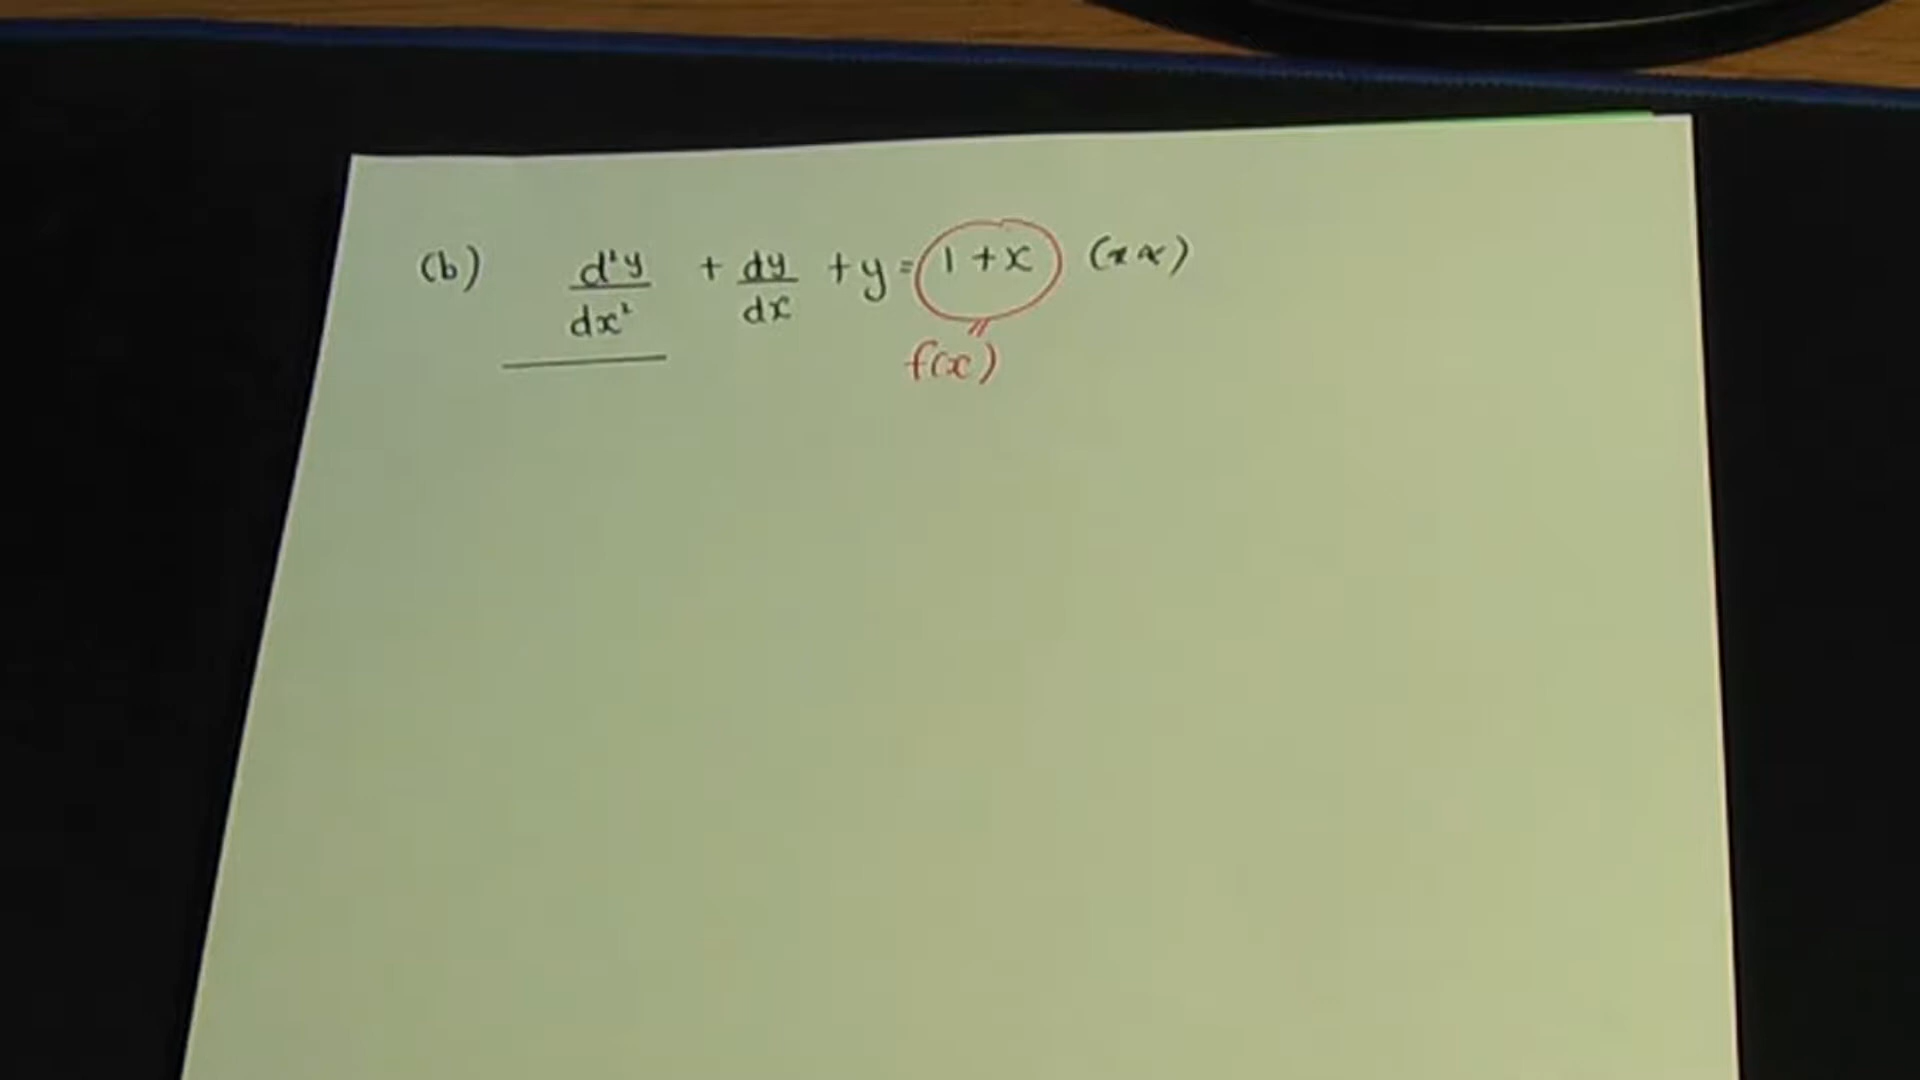 (b) d²y/dx² + dy/dx + y = 1 + x (**)
f(x)